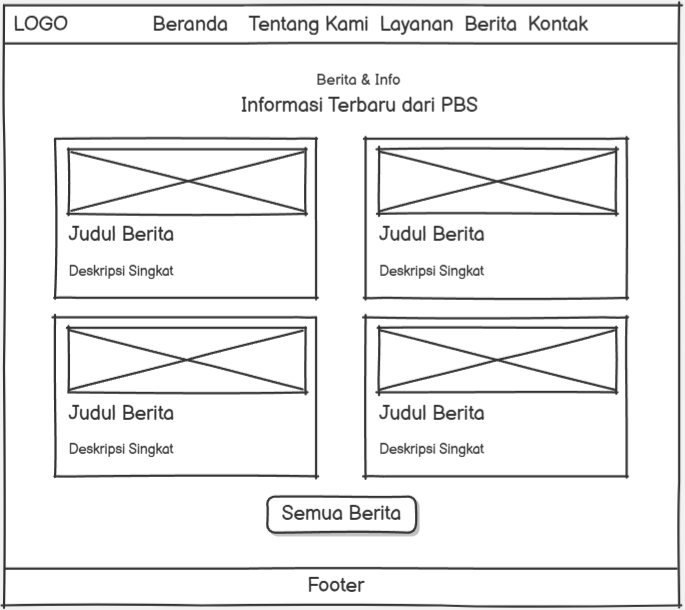 LOGO Beranda Tentang Kami Layanan Berita Kontak
Berita & Info
Informasi Terbaru dari PBS
Judul Berita
Deskripsi Singkat
Judul Berita
Deskripsi Singkat
Judul Berita
Deskripsi Singkat
Judul Berita
Deskripsi Singkat
Semua Berita
Footer